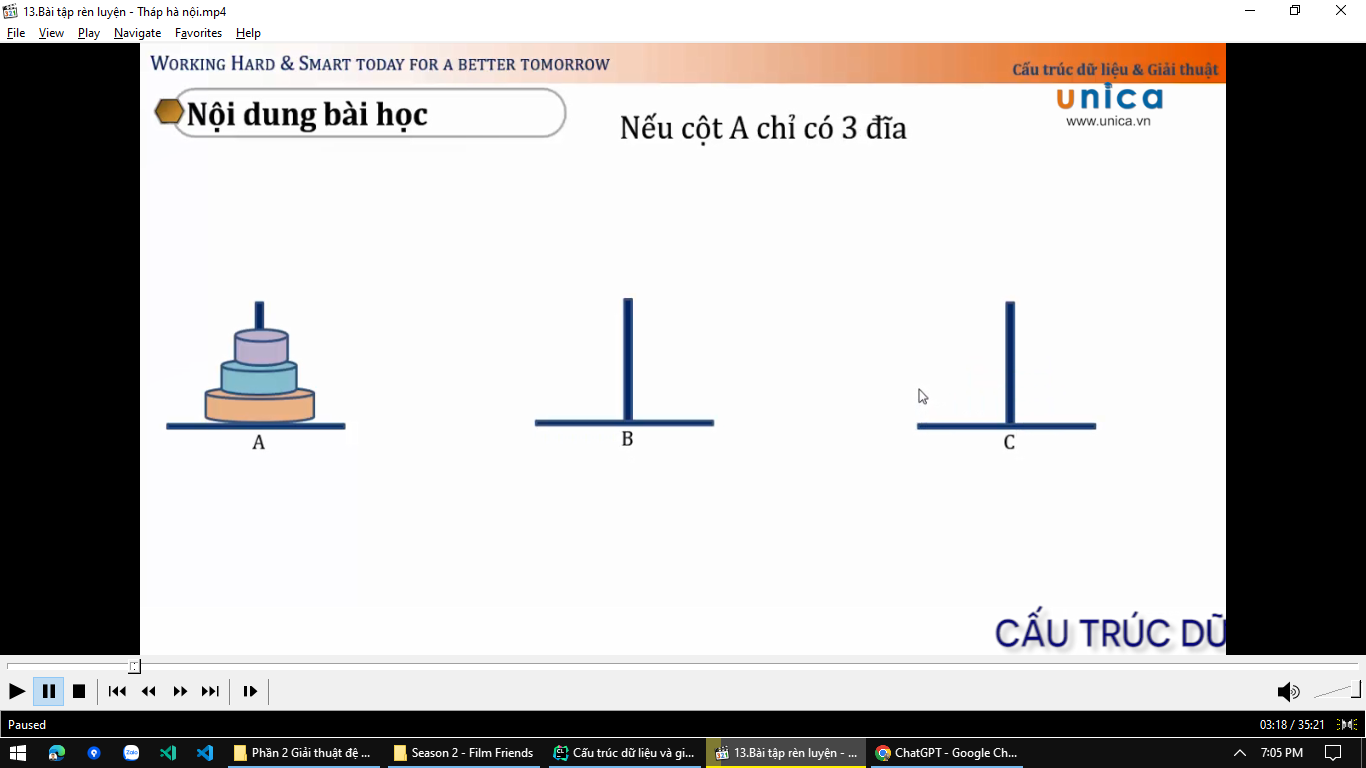 13.Bài tập rèn luyện - Tháp hà nội.mp4
File View Play Navigate Favorites Help
WORKING HARD & SMART TODAY FOR A BETTER TOMORROW
Cấu trúc dữ liệu & Giải thuật
unica
www.unica.vn
Nội dung bài học
Nếu cột A chỉ có 3 đĩa
A
B
C
CẤU TRÚC DỮ
Paused
03:18 / 35:21
Phần 2 Giải thuật đệ ...
Season 2 - Film Friends
Cấu trúc dữ liệu và gi...
13.Bài tập rèn luyện - ...
ChatGPT - Google Ch...
7:05 PM